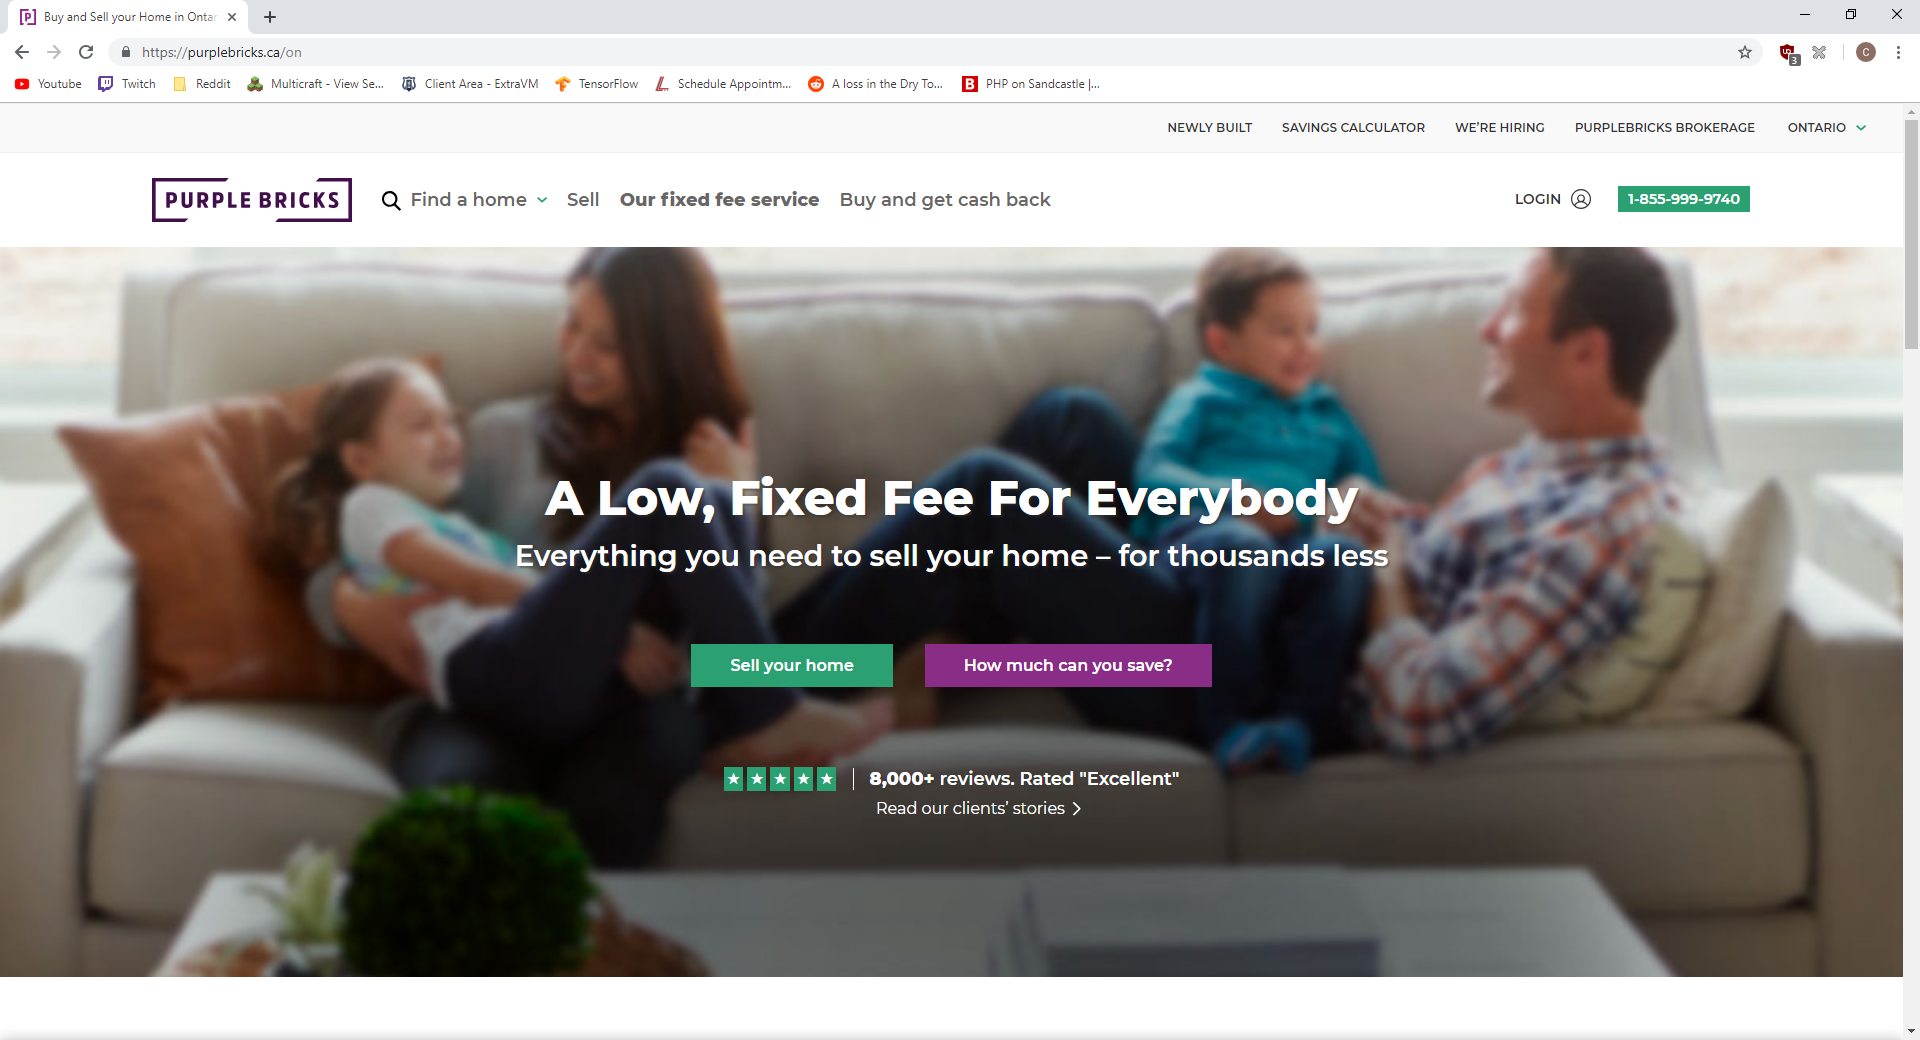 Buy and Sell your Home in Ontar
https://purplebricks.ca/on
3
C
Youtube
Twitch
Reddit
Multicraft - View Se...
Client Area - ExtraVM
TensorFlow
Schedule Appointm...
A loss in the Dry To...
B
PHP on Sandcastle |...
NEWLY BUILT
SAVINGS CALCULATOR
WE'RE HIRING
PURPLEBRICKS BROKERAGE
ONTARIO
PURPLEBRICKS
Find a home
Sell
Our fixed fee service
Buy and get cash back
LOGIN
1-855-999-9740
A Low, Fixed Fee For Everybody
Everything you need to sell your home – for thousands less
Sell your home
How much can you save?
8,000+ reviews. Rated "Excellent"
Read our clients' stories